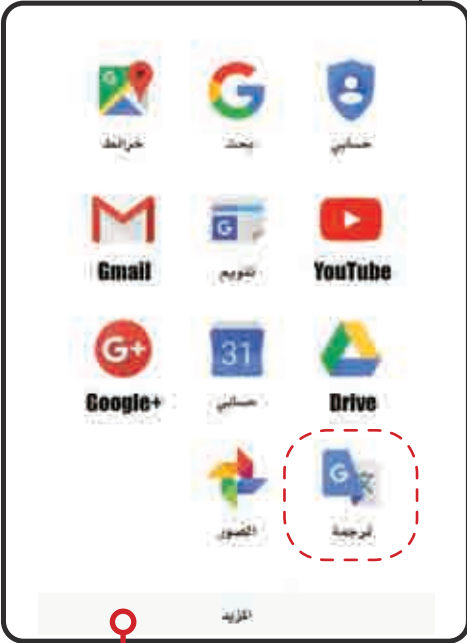 حسابي بحث خرائط
YouTube تقويم Gmail
Drive حسابي Google+
ترجمة الصور
المزيد